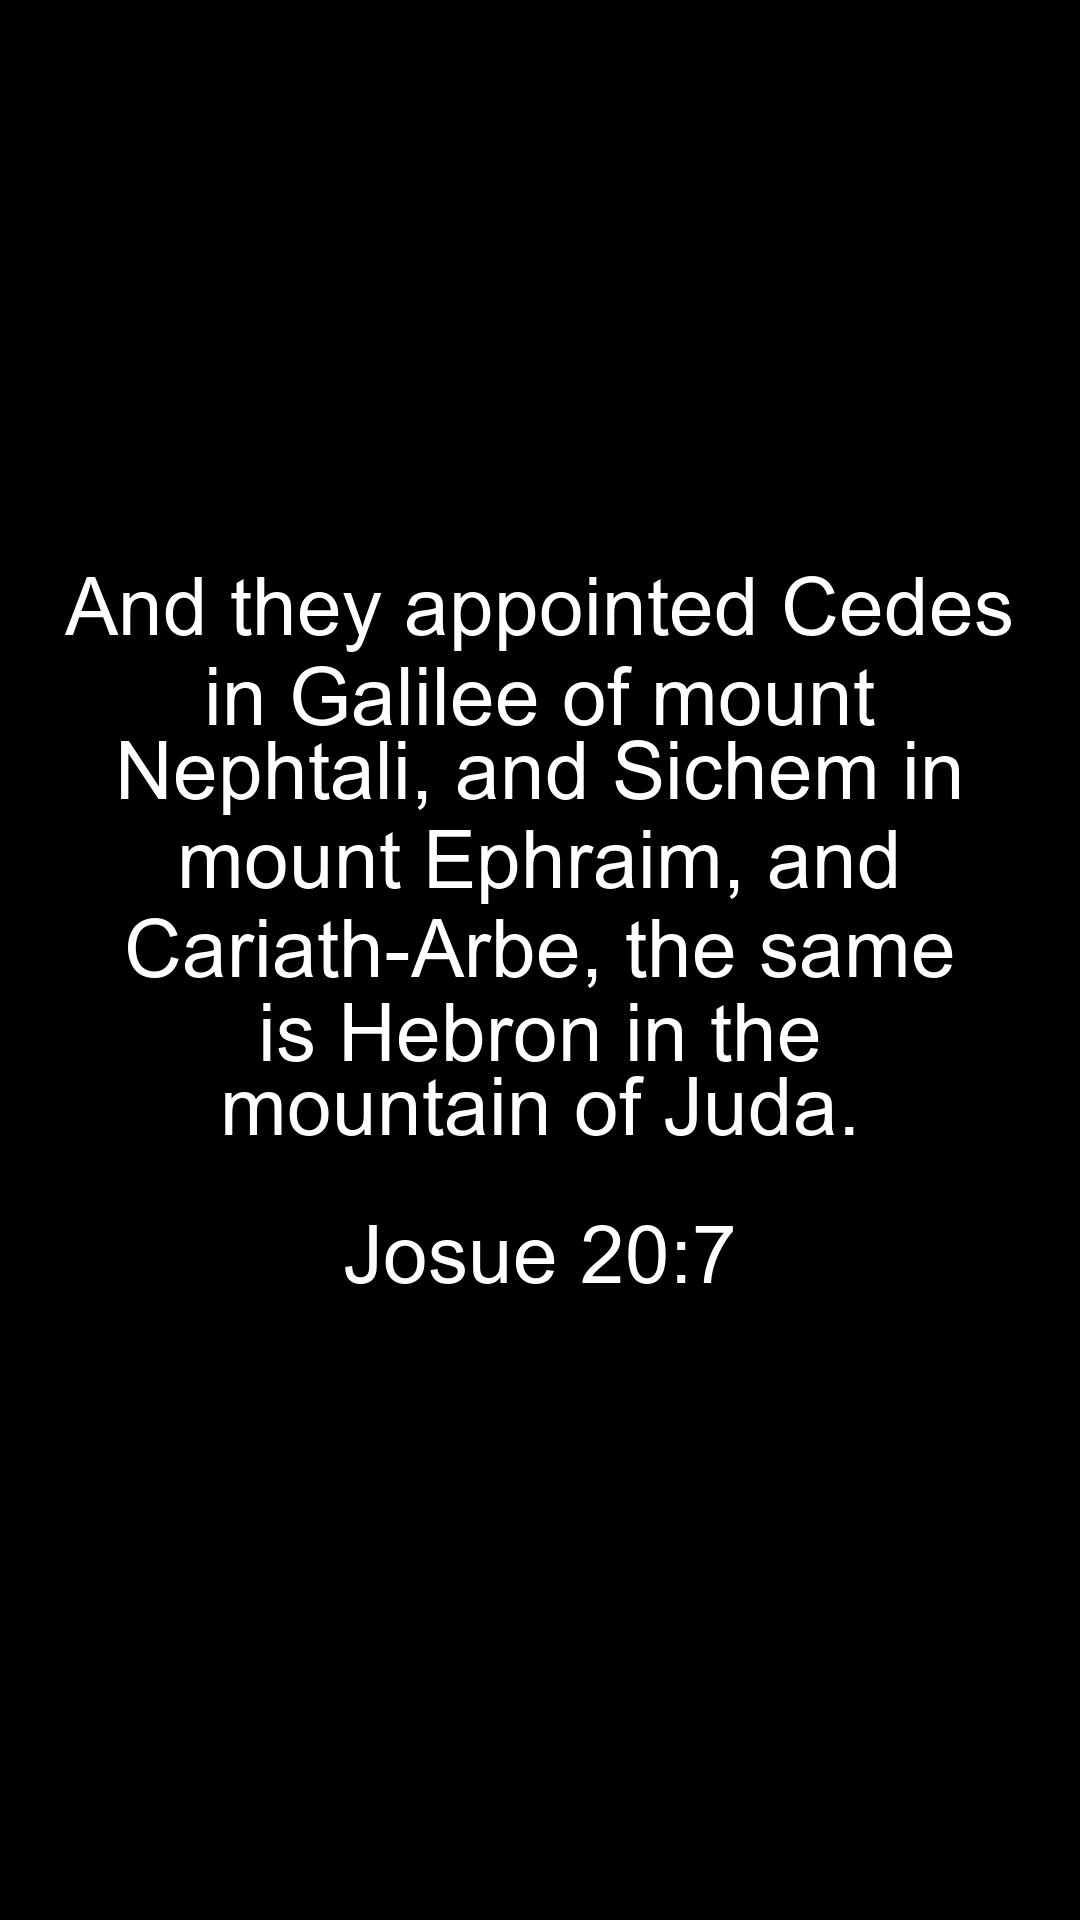 And they appointed Cedes
in Galilee of mount
Nephtali, and Sichem in
mount Ephraim, and
Cariath-Arbe, the same
is Hebron in the
mountain of Juda.
Josue 20:7